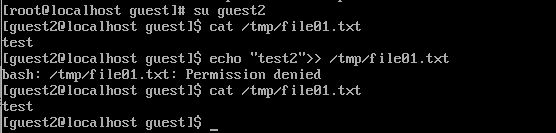 [root@localhost guest]# su guest2
[guest2@localhost guest]$ cat /tmp/file01.txt
test
[guest2@localhost guest]$ echo "test2">> /tmp/file01.txt
bash: /tmp/file01.txt: Permission denied
[guest2@localhost guest]$ cat /tmp/file01.txt
test
[guest2@localhost guest]$ _